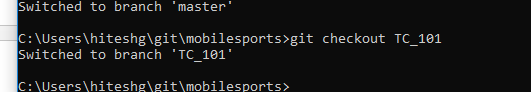 Switched to branch 'master'
C:\Users\hiteshg\git\mobilesports>git checkout TC_101
Switched to branch 'TC_101'
C:\Users\hiteshg\git\mobilesports>